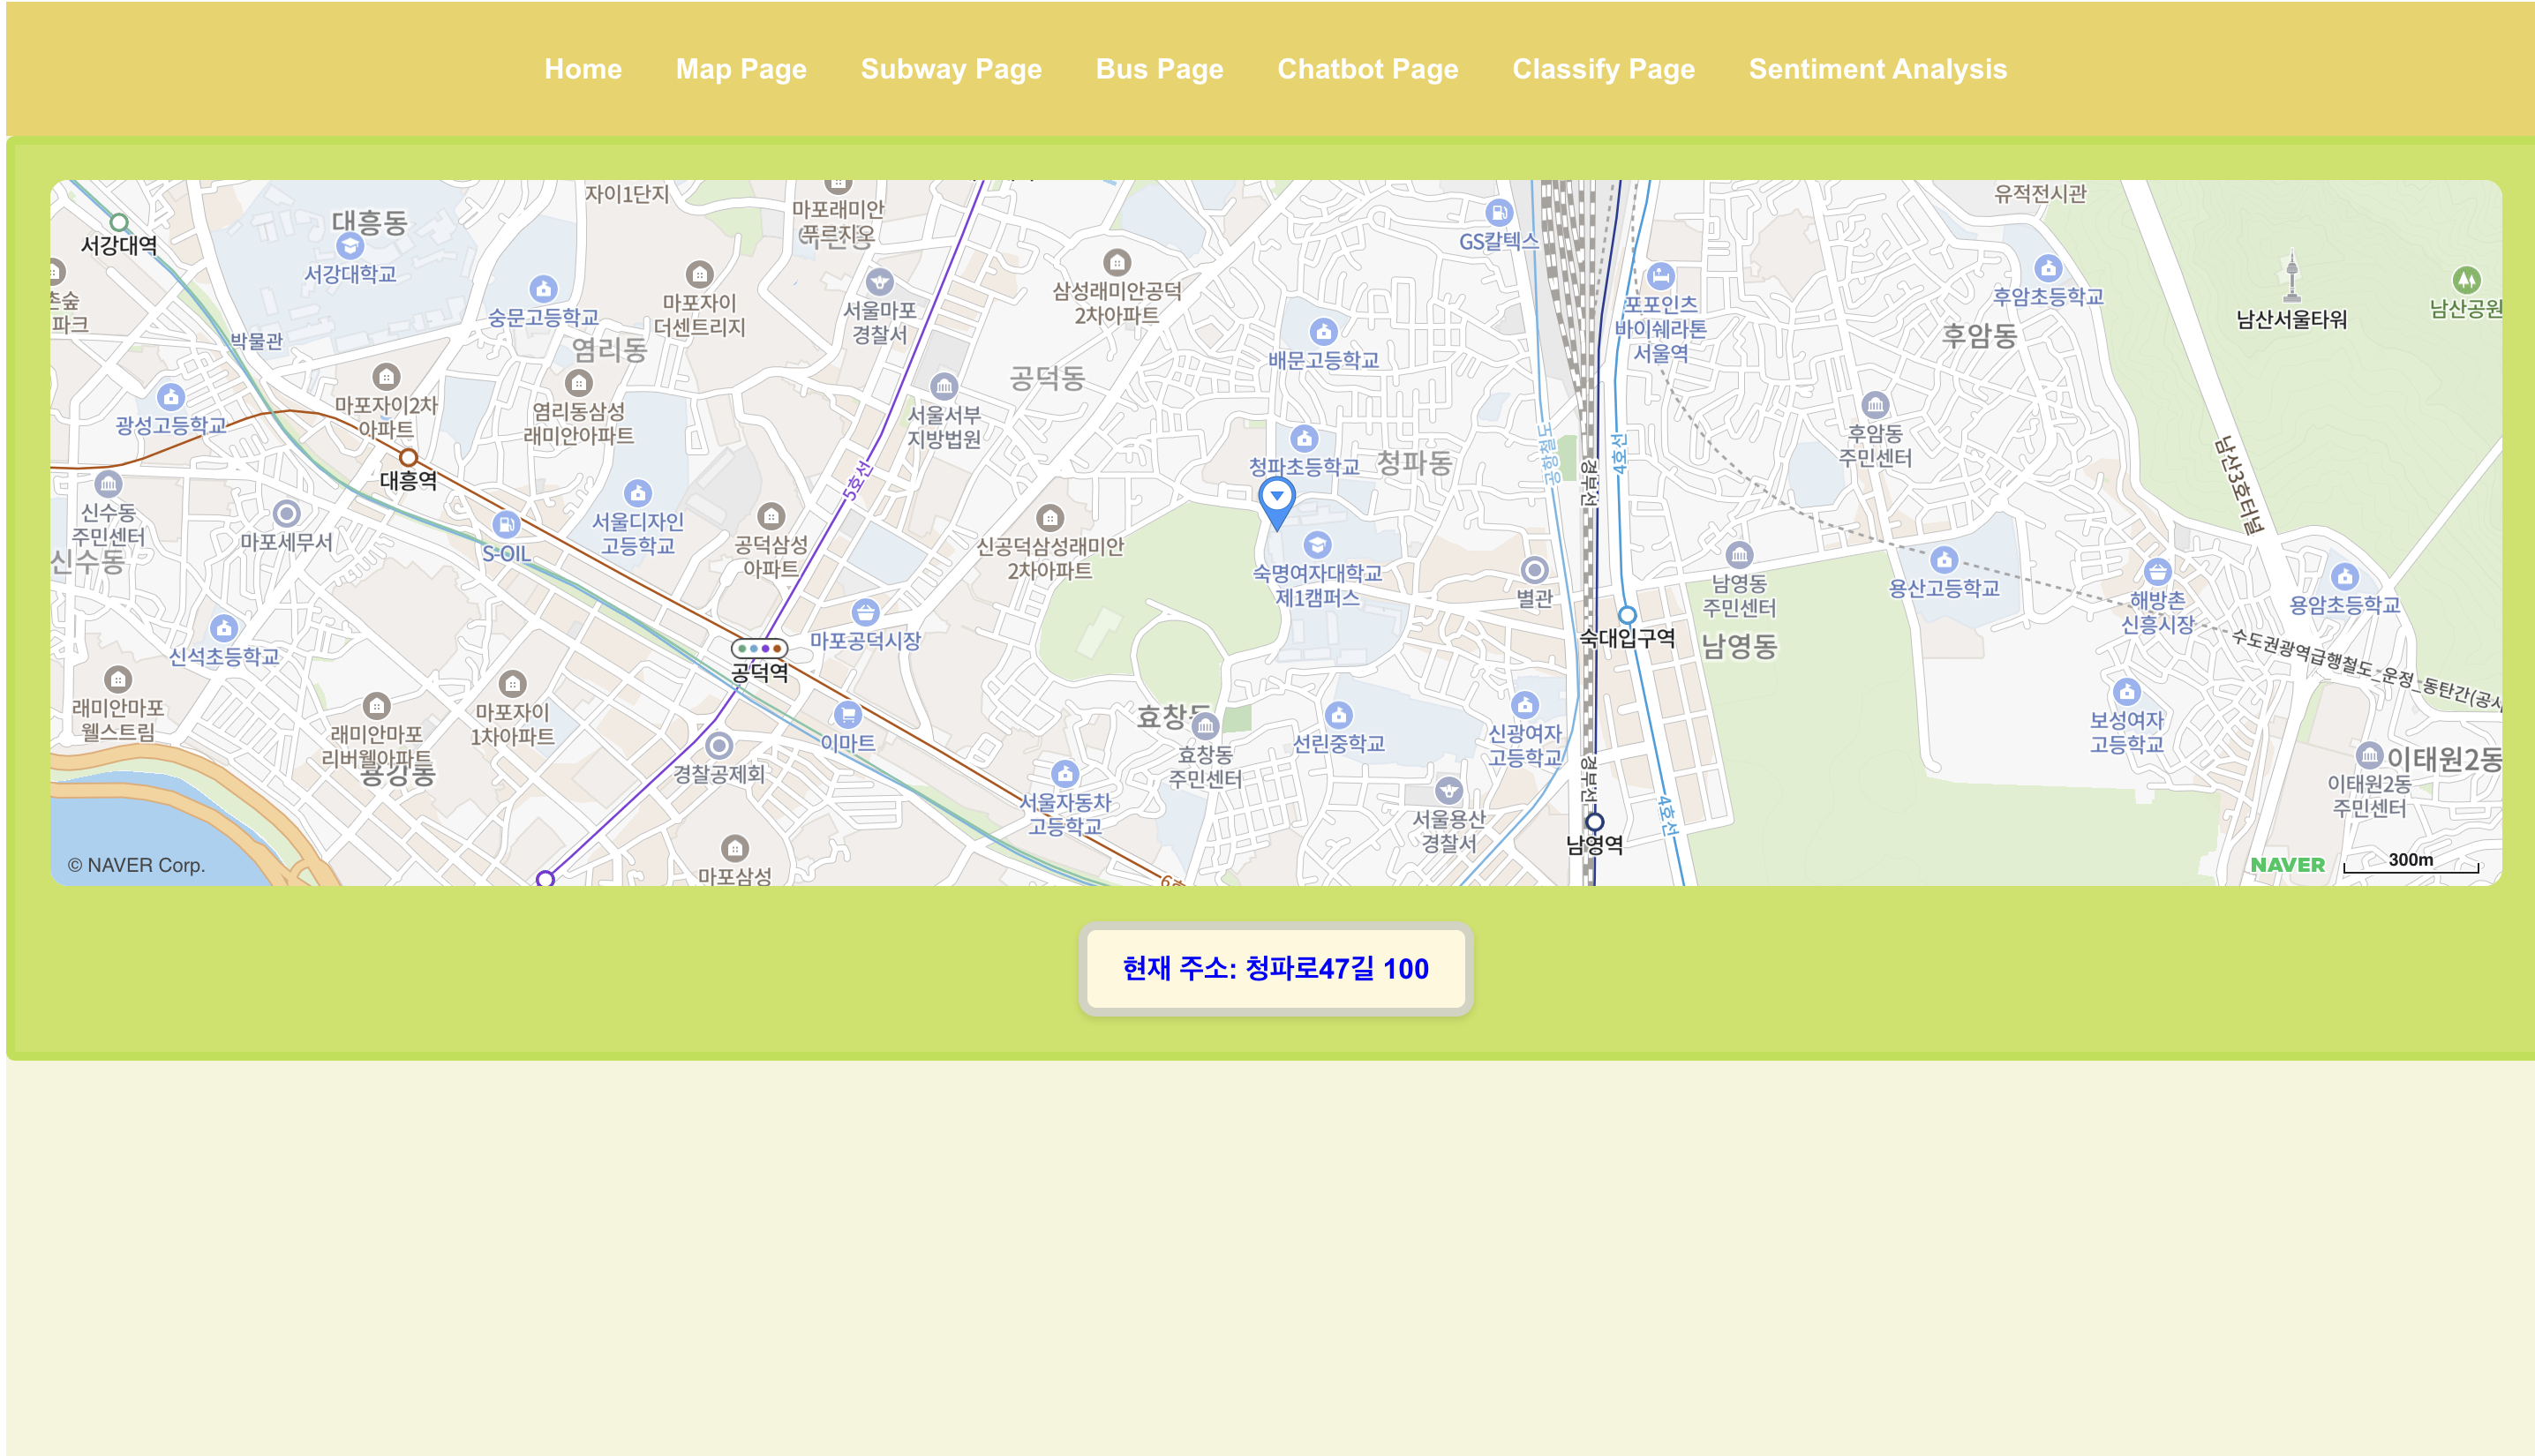 Home Map Page Subway Page Bus Page Chatbot Page Classify Page Sentiment Analysis
자이1단지
마포래미안
푸르지오
유적전시관
대흥동
서강대역
서강대학교
GS칼텍스
숭문고등학교
마포자이
더센트리지
서울마포
경찰서
삼성래미안공덕
2차아파트
포포인츠
바이쉐라톤
서울역
후암초등학교
남산서울타워
남산공원
후암동
촌숲
파크
박물관
염리동
배문고등학교
공덕동
마포자이2차
아파트
염리동삼성
래미안아파트
서울서부
지방법원
광성고등학교
후암동
주민센터
대흥역
5호선
청파초등학교
청파동
공항철도
경부선
4호선
남산3호터널
신수동
주민센터
신수동
마포세무서
S-OIL
서울디자인
고등학교
공덕삼성
아파트
신공덕삼성래미안
2차아파트
숙명여자대학교
제1캠퍼스
별관
남영동
주민센터
용산고등학교
해방촌
신흥시장
용암초등학교
신석초등학교
마포공덕시장
공덕역
숙대입구역
남영동
수도권광역급행철도_운정_동탄간(공사
래미안마포
웰스트림
래미안마포
리버웰아파트
용강동
마포자이
1차아파트
이마트
경찰공제회
효창동
효창동
주민센터
선린중학교
신광여자
고등학교
보성여자
고등학교
이태원2동
이태원2동
주민센터
서울자동차
고등학교
서울용산
경찰서
경부선
4호선
남영역
마포삼성
© NAVER Corp.
NAVER
300m
현재 주소: 청파로47길 100